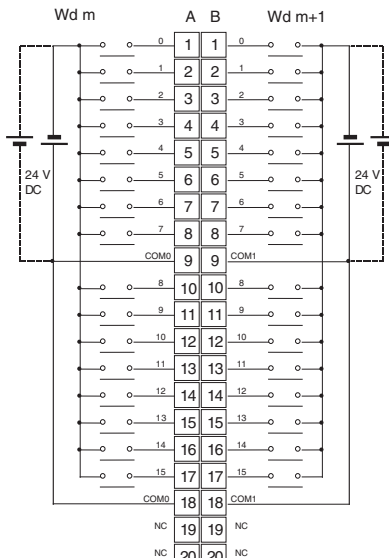 Wd m A B Wd m+1
0 1 1 0
1 2 2 1
2 3 3 2
3 4 4 3
4 5 5 4
24 V DC 24 V DC
5 6 6 5
6 7 7 6
7 8 8 7
COM0 9 9 COM1
8 10 10 8
9 11 11 9
10 12 12 10
11 13 13 11
12 14 14 12
13 15 15 13
14 16 16 14
15 17 17 15
COM0 18 18 COM1
NC 19 19 NC
NC 20 20 NC